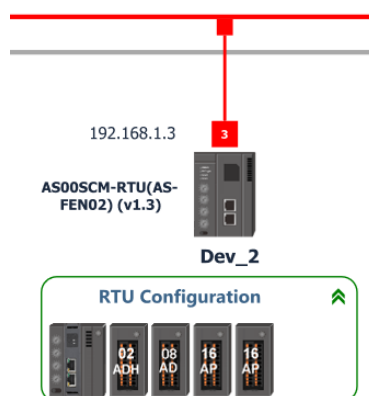 192.168.1.3
3
AS00SCM-RTU(AS-
FEN02) (v1.3)
Dev_2
RTU Configuration
02
ADH
08
AD
16
AP
16
AP